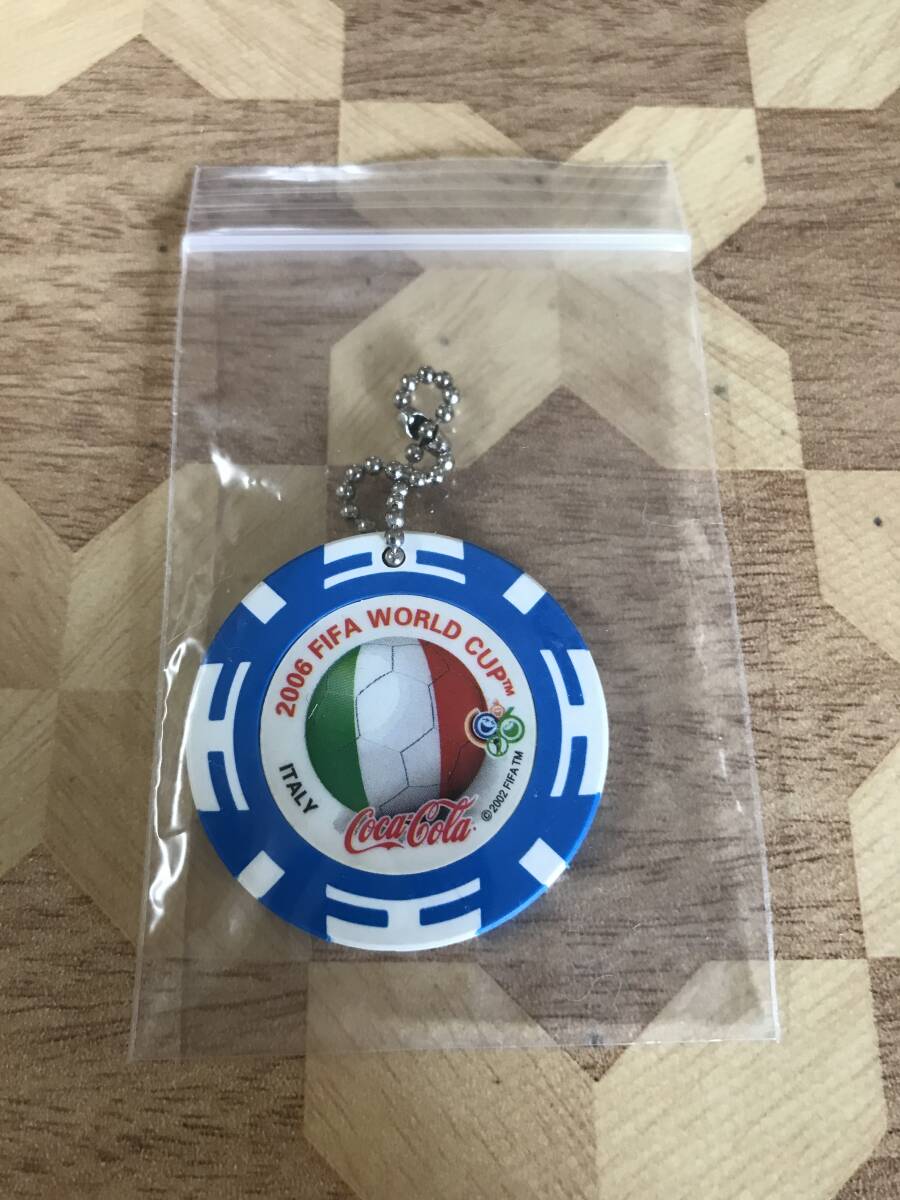 2006 FIFA WORLD CUP™
ITALY
Coca-Cola
©2002 FIFA TM